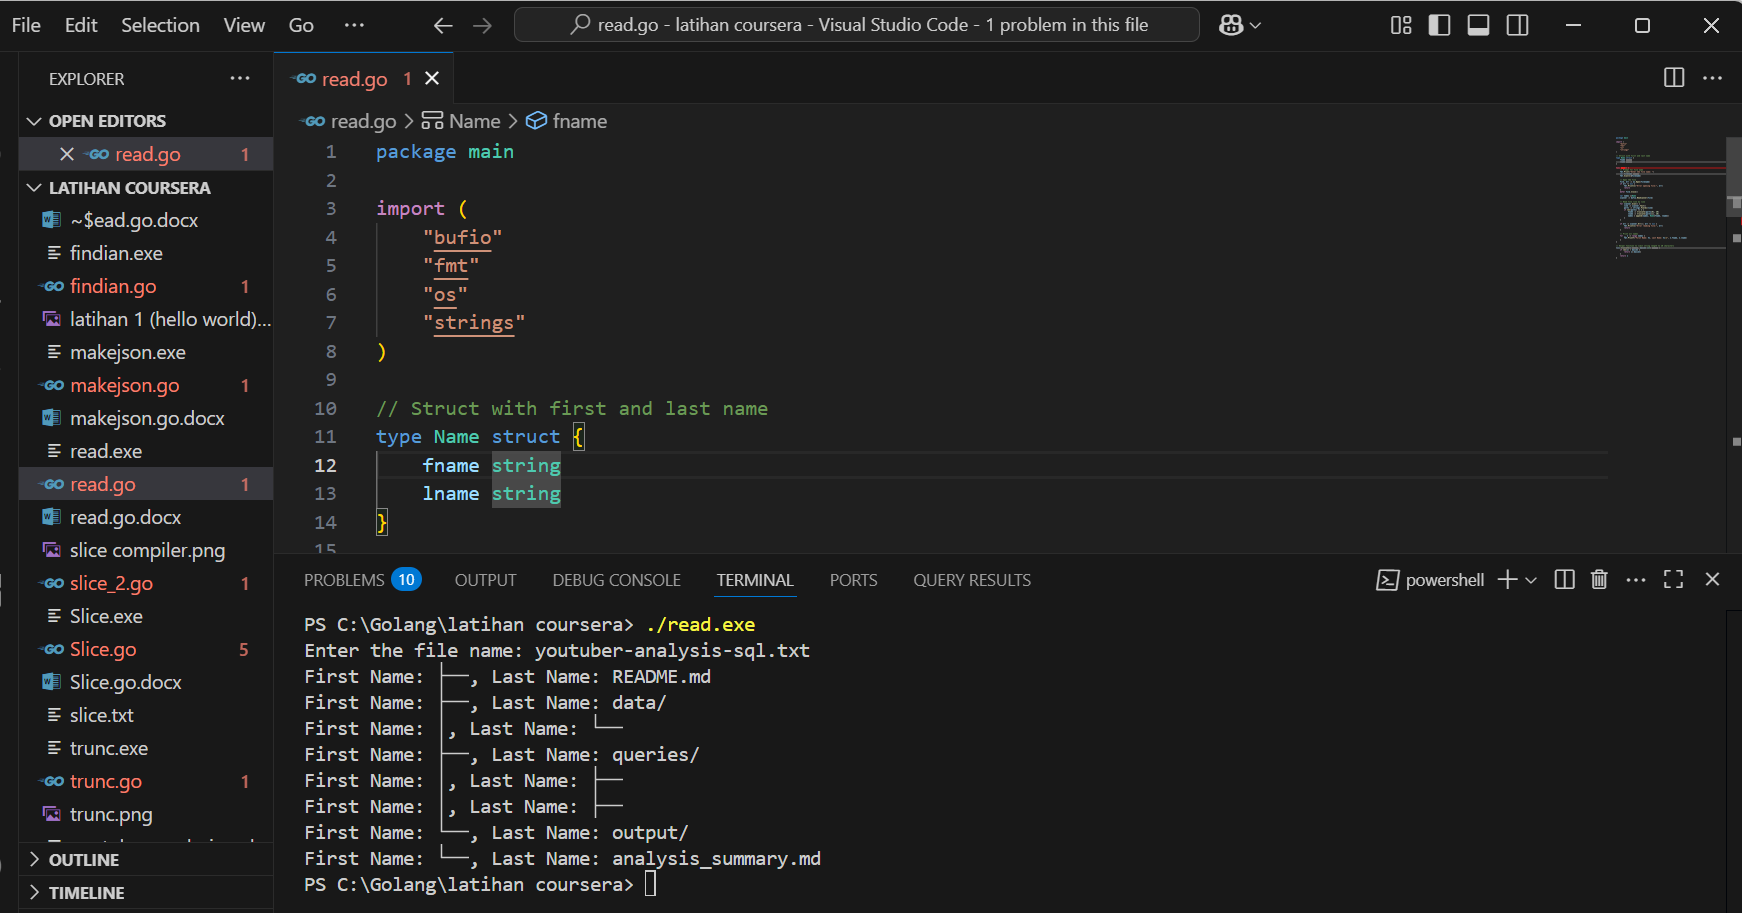 File Edit Selection View Go ··· read.go - latihan coursera - Visual Studio Code - 1 problem in this file
EXPLORER
OPEN EDITORS
read.go 1
LATIHAN COURSERA
~$ead.go.docx
findian.exe
findian.go 1
latihan 1 (hello world)...
makejson.exe
makejson.go 1
makejson.go.docx
read.exe
read.go 1
read.go.docx
slice compiler.png
slice_2.go 1
Slice.exe
Slice.go 5
Slice.go.docx
slice.txt
trunc.exe
trunc.go 1
trunc.png
OUTLINE
TIMELINE
GO read.go 1
GO read.go > Name > fname
1 package main
2
3 import (
4 "bufio"
5 "fmt"
6 "os"
7 "strings"
8 )
9
10 // Struct with first and last name
11 type Name struct {
12 fname string
13 lname string
14 }
15
PROBLEMS 10 OUTPUT DEBUG CONSOLE TERMINAL PORTS QUERY RESULTS powershell
PS C:\Golang\latihan coursera> ./read.exe
Enter the file name: youtuber-analysis-sql.txt
First Name: ├──, Last Name: README.md
First Name: ├──, Last Name: data/
First Name: │, Last Name: └──
First Name: ├──, Last Name: queries/
First Name: │, Last Name: ├──
First Name: │, Last Name: ├──
First Name: └──, Last Name: output/
First Name: └──, Last Name: analysis_summary.md
PS C:\Golang\latihan coursera>